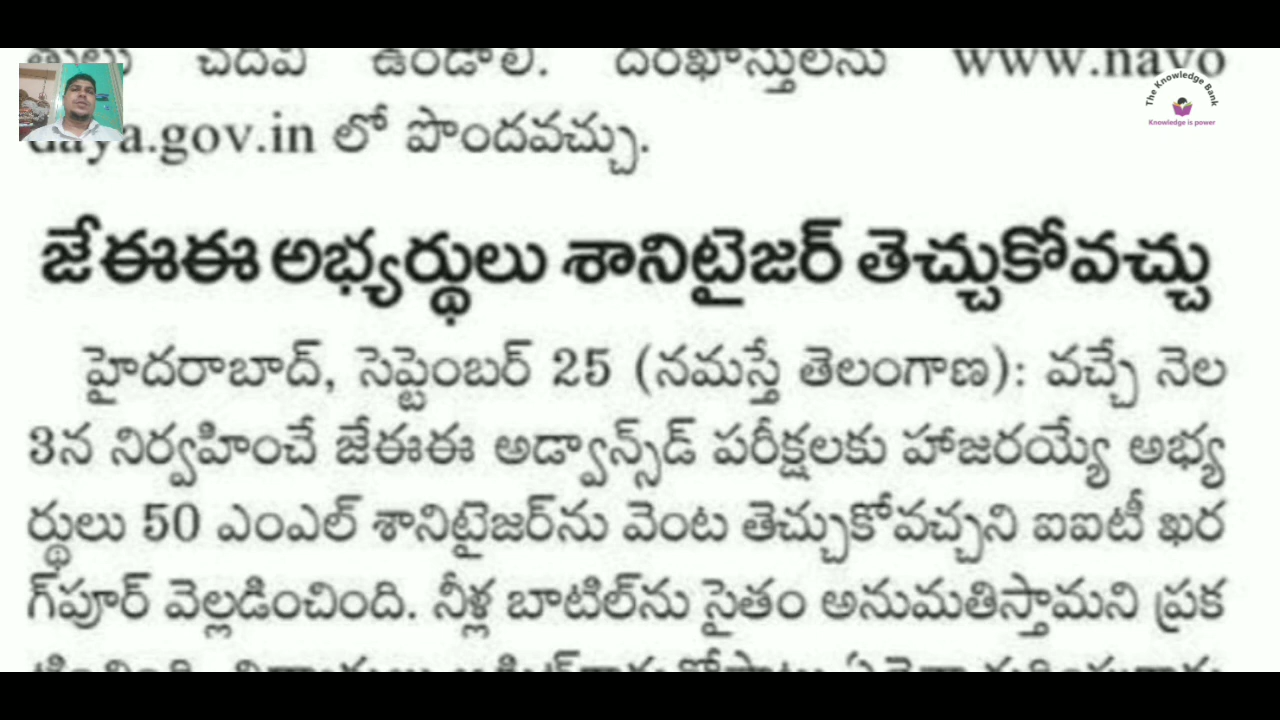 చదివి ఉండాలి. దరఖాస్తులను www.navo
daya.gov.in లో పొందవచ్చు.
The Knowledge Bank
Knowledge is power
జేఈఈ అభ్యర్థులు శానిటైజర్ తెచ్చుకోవచ్చు
హైదరాబాద్, సెప్టెంబర్ 25 (నమస్తే తెలంగాణ): వచ్చే నెల
3న నిర్వహించే జేఈఈ అడ్వాన్స్‌డ్ పరీక్షలకు హాజరయ్యే అభ్య
ర్థులు 50 ఎంఎల్ శానిటైజర్‌ను వెంట తెచ్చుకోవచ్చని ఐఐటీ ఖర
గ్‌పూర్ వెల్లడించింది. నీళ్ల బాటిల్‌ను సైతం అనుమతిస్తామని ప్రక